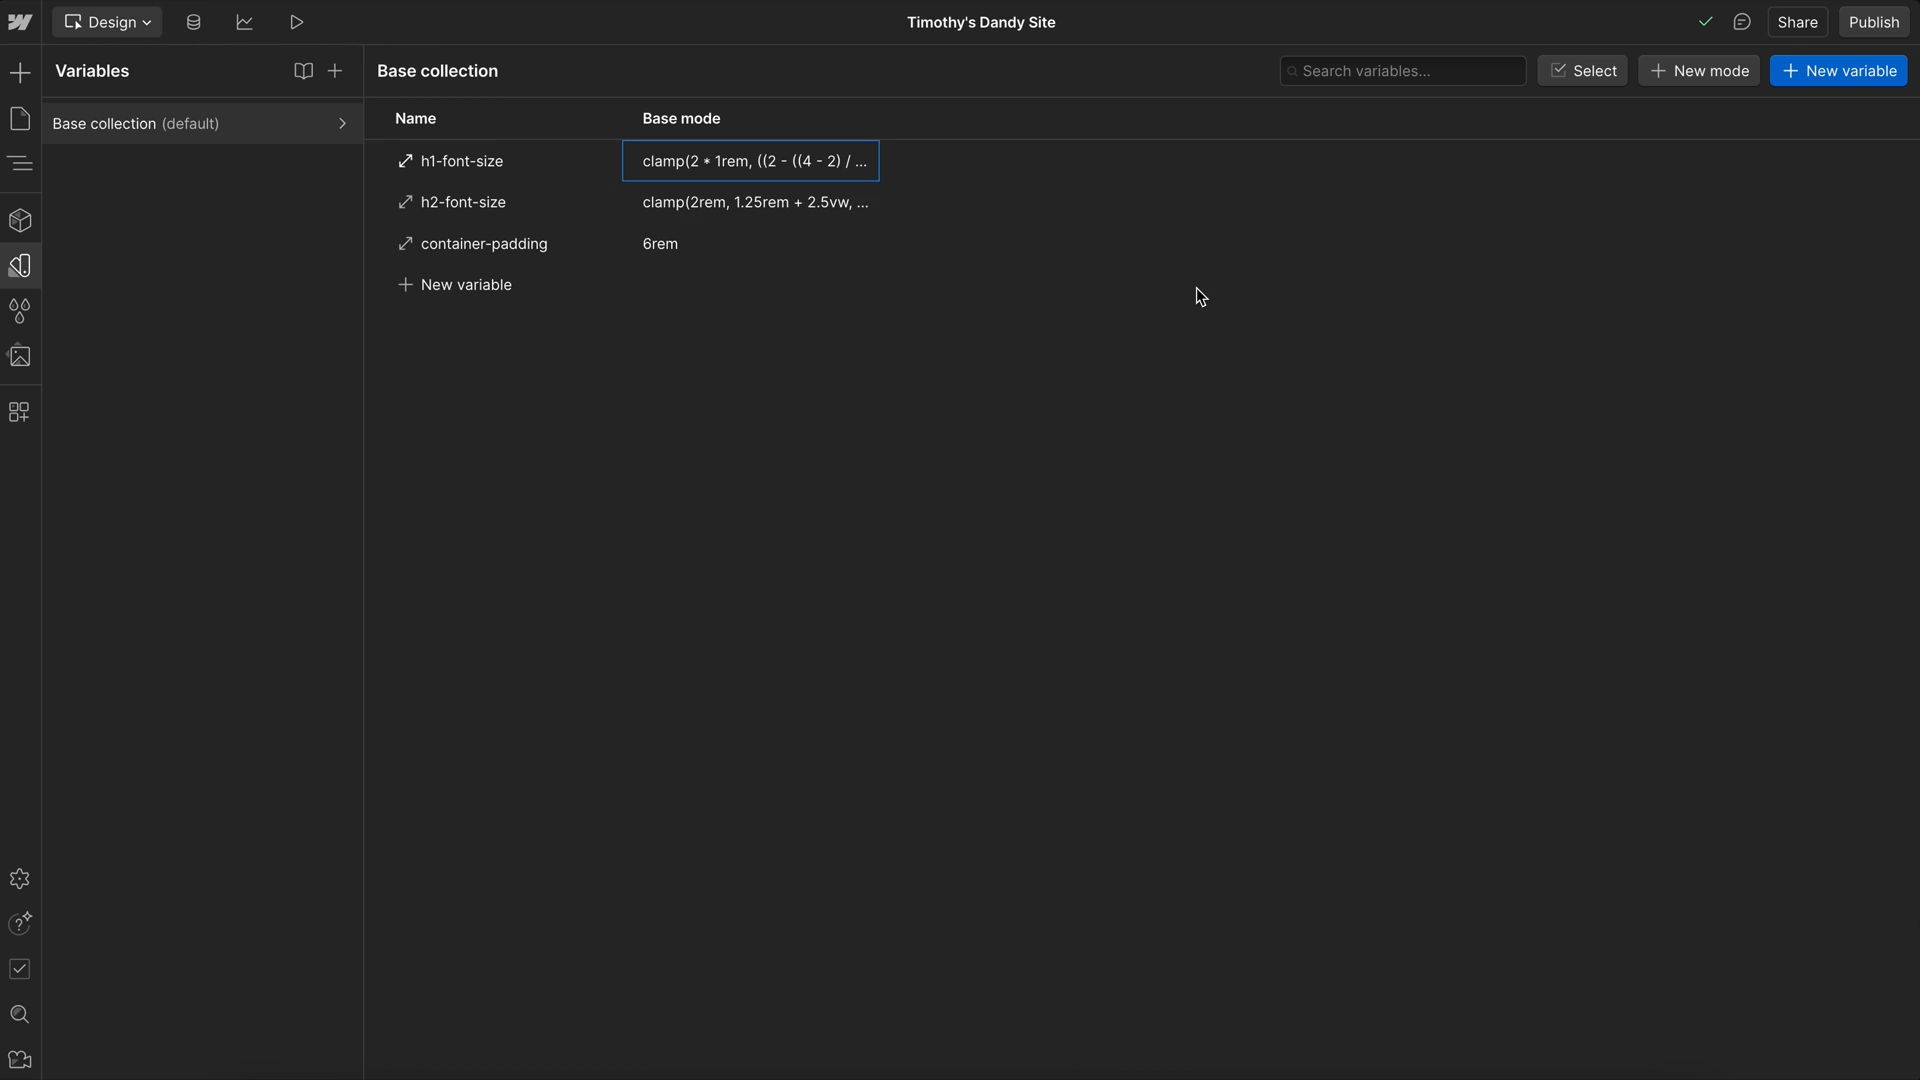 Design
Timothy's Dandy Site
Share
Publish
Variables
Base collection
Search variables...
Select
New mode
New variable
Base collection (default)
Name
Base mode
h1-font-size
clamp(2 * 1rem, ((2 - ((4 - 2) / ...
h2-font-size
clamp(2rem, 1.25rem + 2.5vw, ...
container-padding
6rem
New variable